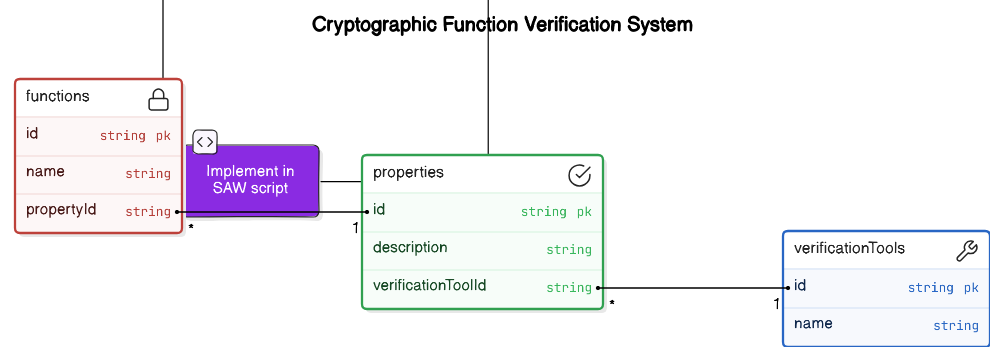 Cryptographic Function Verification System
functions
id string pk
name string
propertyId string
<>
Implement in
SAW script
* 1
properties
id string pk
description string
verificationToolId string
* 1
verificationTools
id string pk
name string